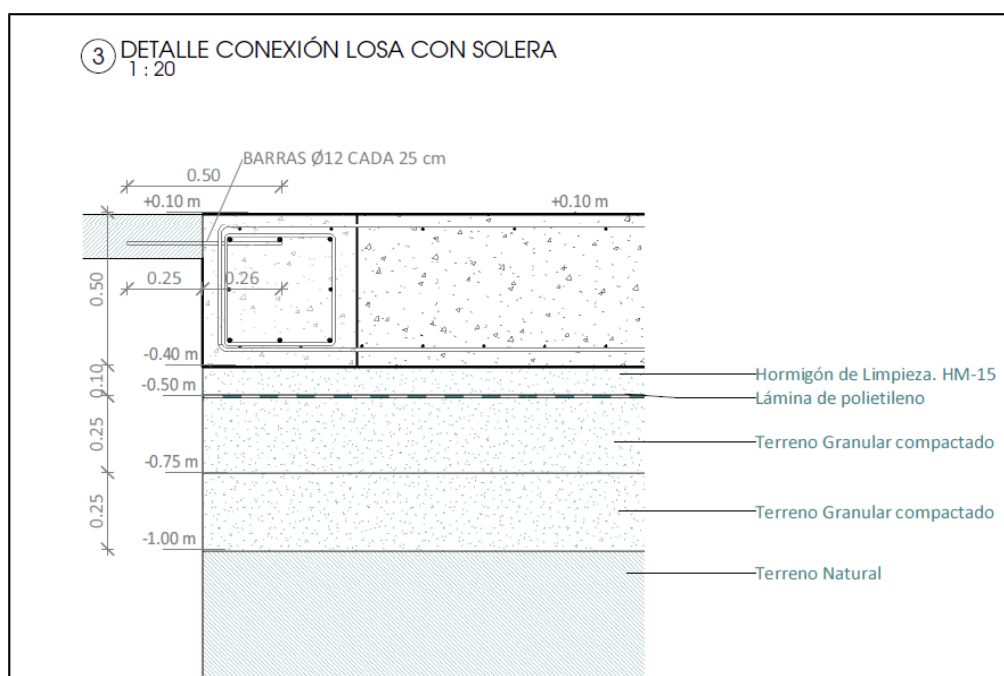 3 DETALLE CONEXIÓN LOSA CON SOLERA
1 : 20
BARRAS Ø12 CADA 25 cm
0.50
+0.10 m
+0.10 m
0.50
0.25
0.26
-0.40 m
0.10
-0.50 m
Hormigón de Limpieza. HM-15
Lámina de polietileno
0.25
Terreno Granular compactado
-0.75 m
0.25
Terreno Granular compactado
-1.00 m
Terreno Natural